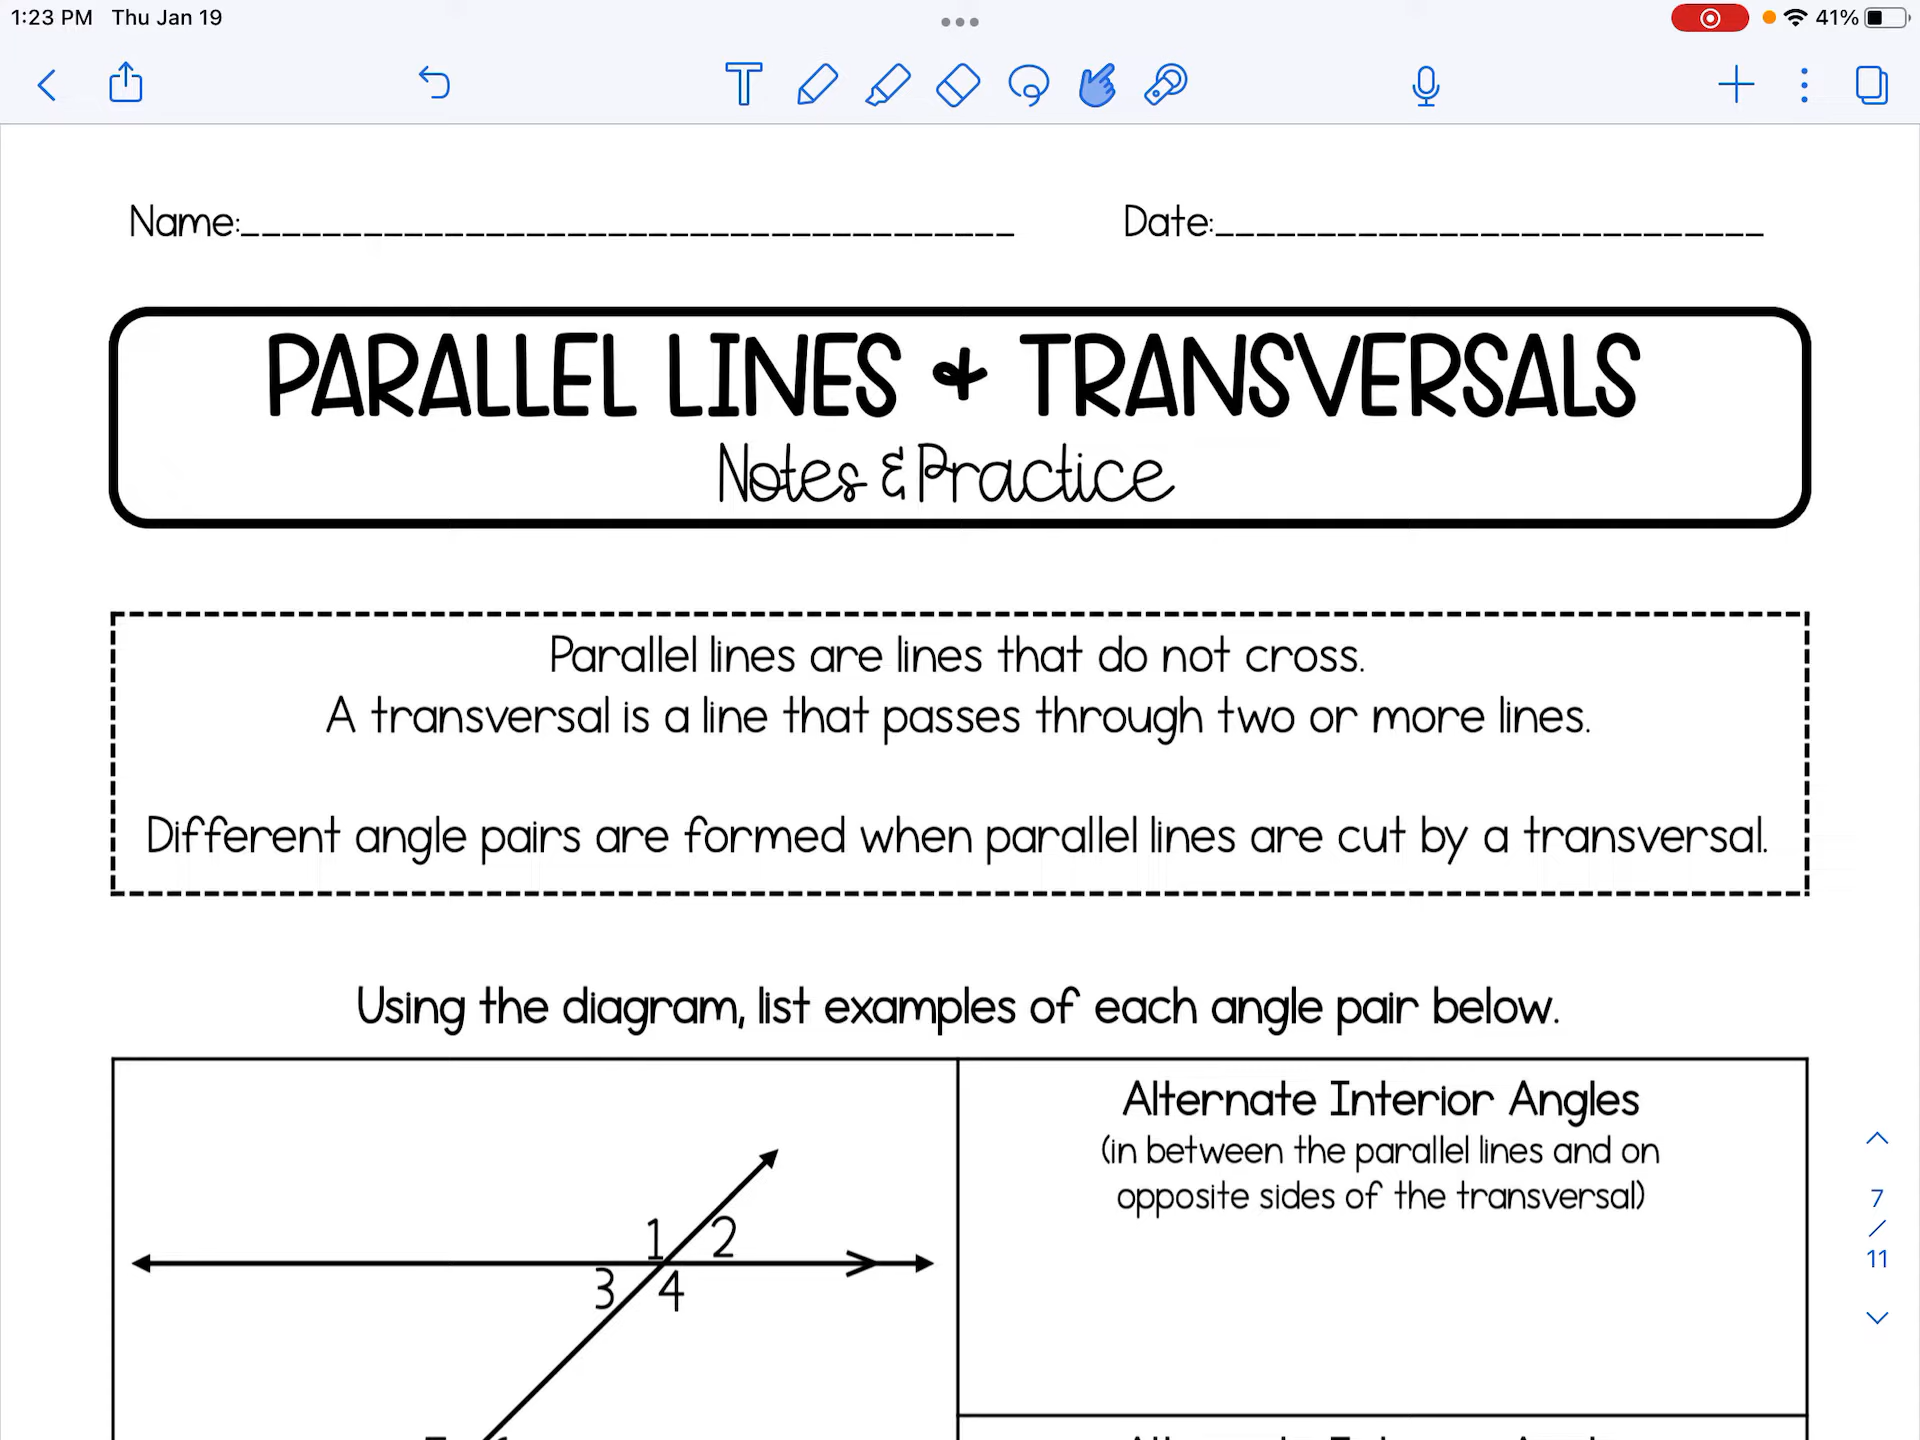 1:23 PM Thu Jan 19
41%
T
Name:
Date:
PARALLEL LINES & TRANSVERSALS
Notes & Practice
Parallel lines are lines that do not cross.
A transversal is a line that passes through two or more lines.
Different angle pairs are formed when parallel lines are cut by a transversal.
Using the diagram, list examples of each angle pair below.
Alternate Interior Angles
(in between the parallel lines and on
opposite sides of the transversal)
1 2
3 4
7
/
11